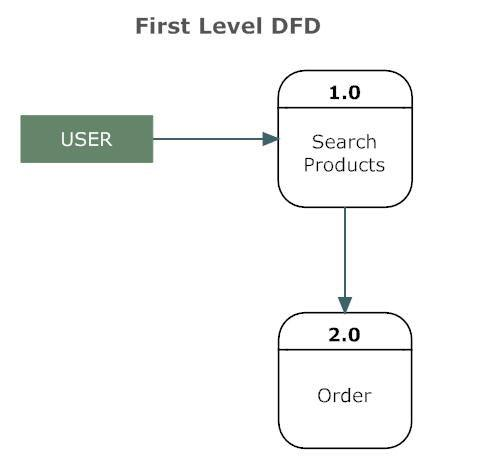 First Level DFD
1.0
USER
Search
Products
2.0
Order